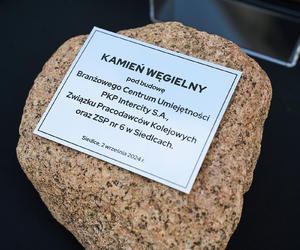 KAMIEŃ WĘGIELNY
pod budowę
Branżowego Centrum Umiejętności
PKP Intercity S.A.,
Związku Pracodawców Kolejowych
oraz ZSP nr 6 w Siedlcach.
Siedlce, 2 września 2024 r.